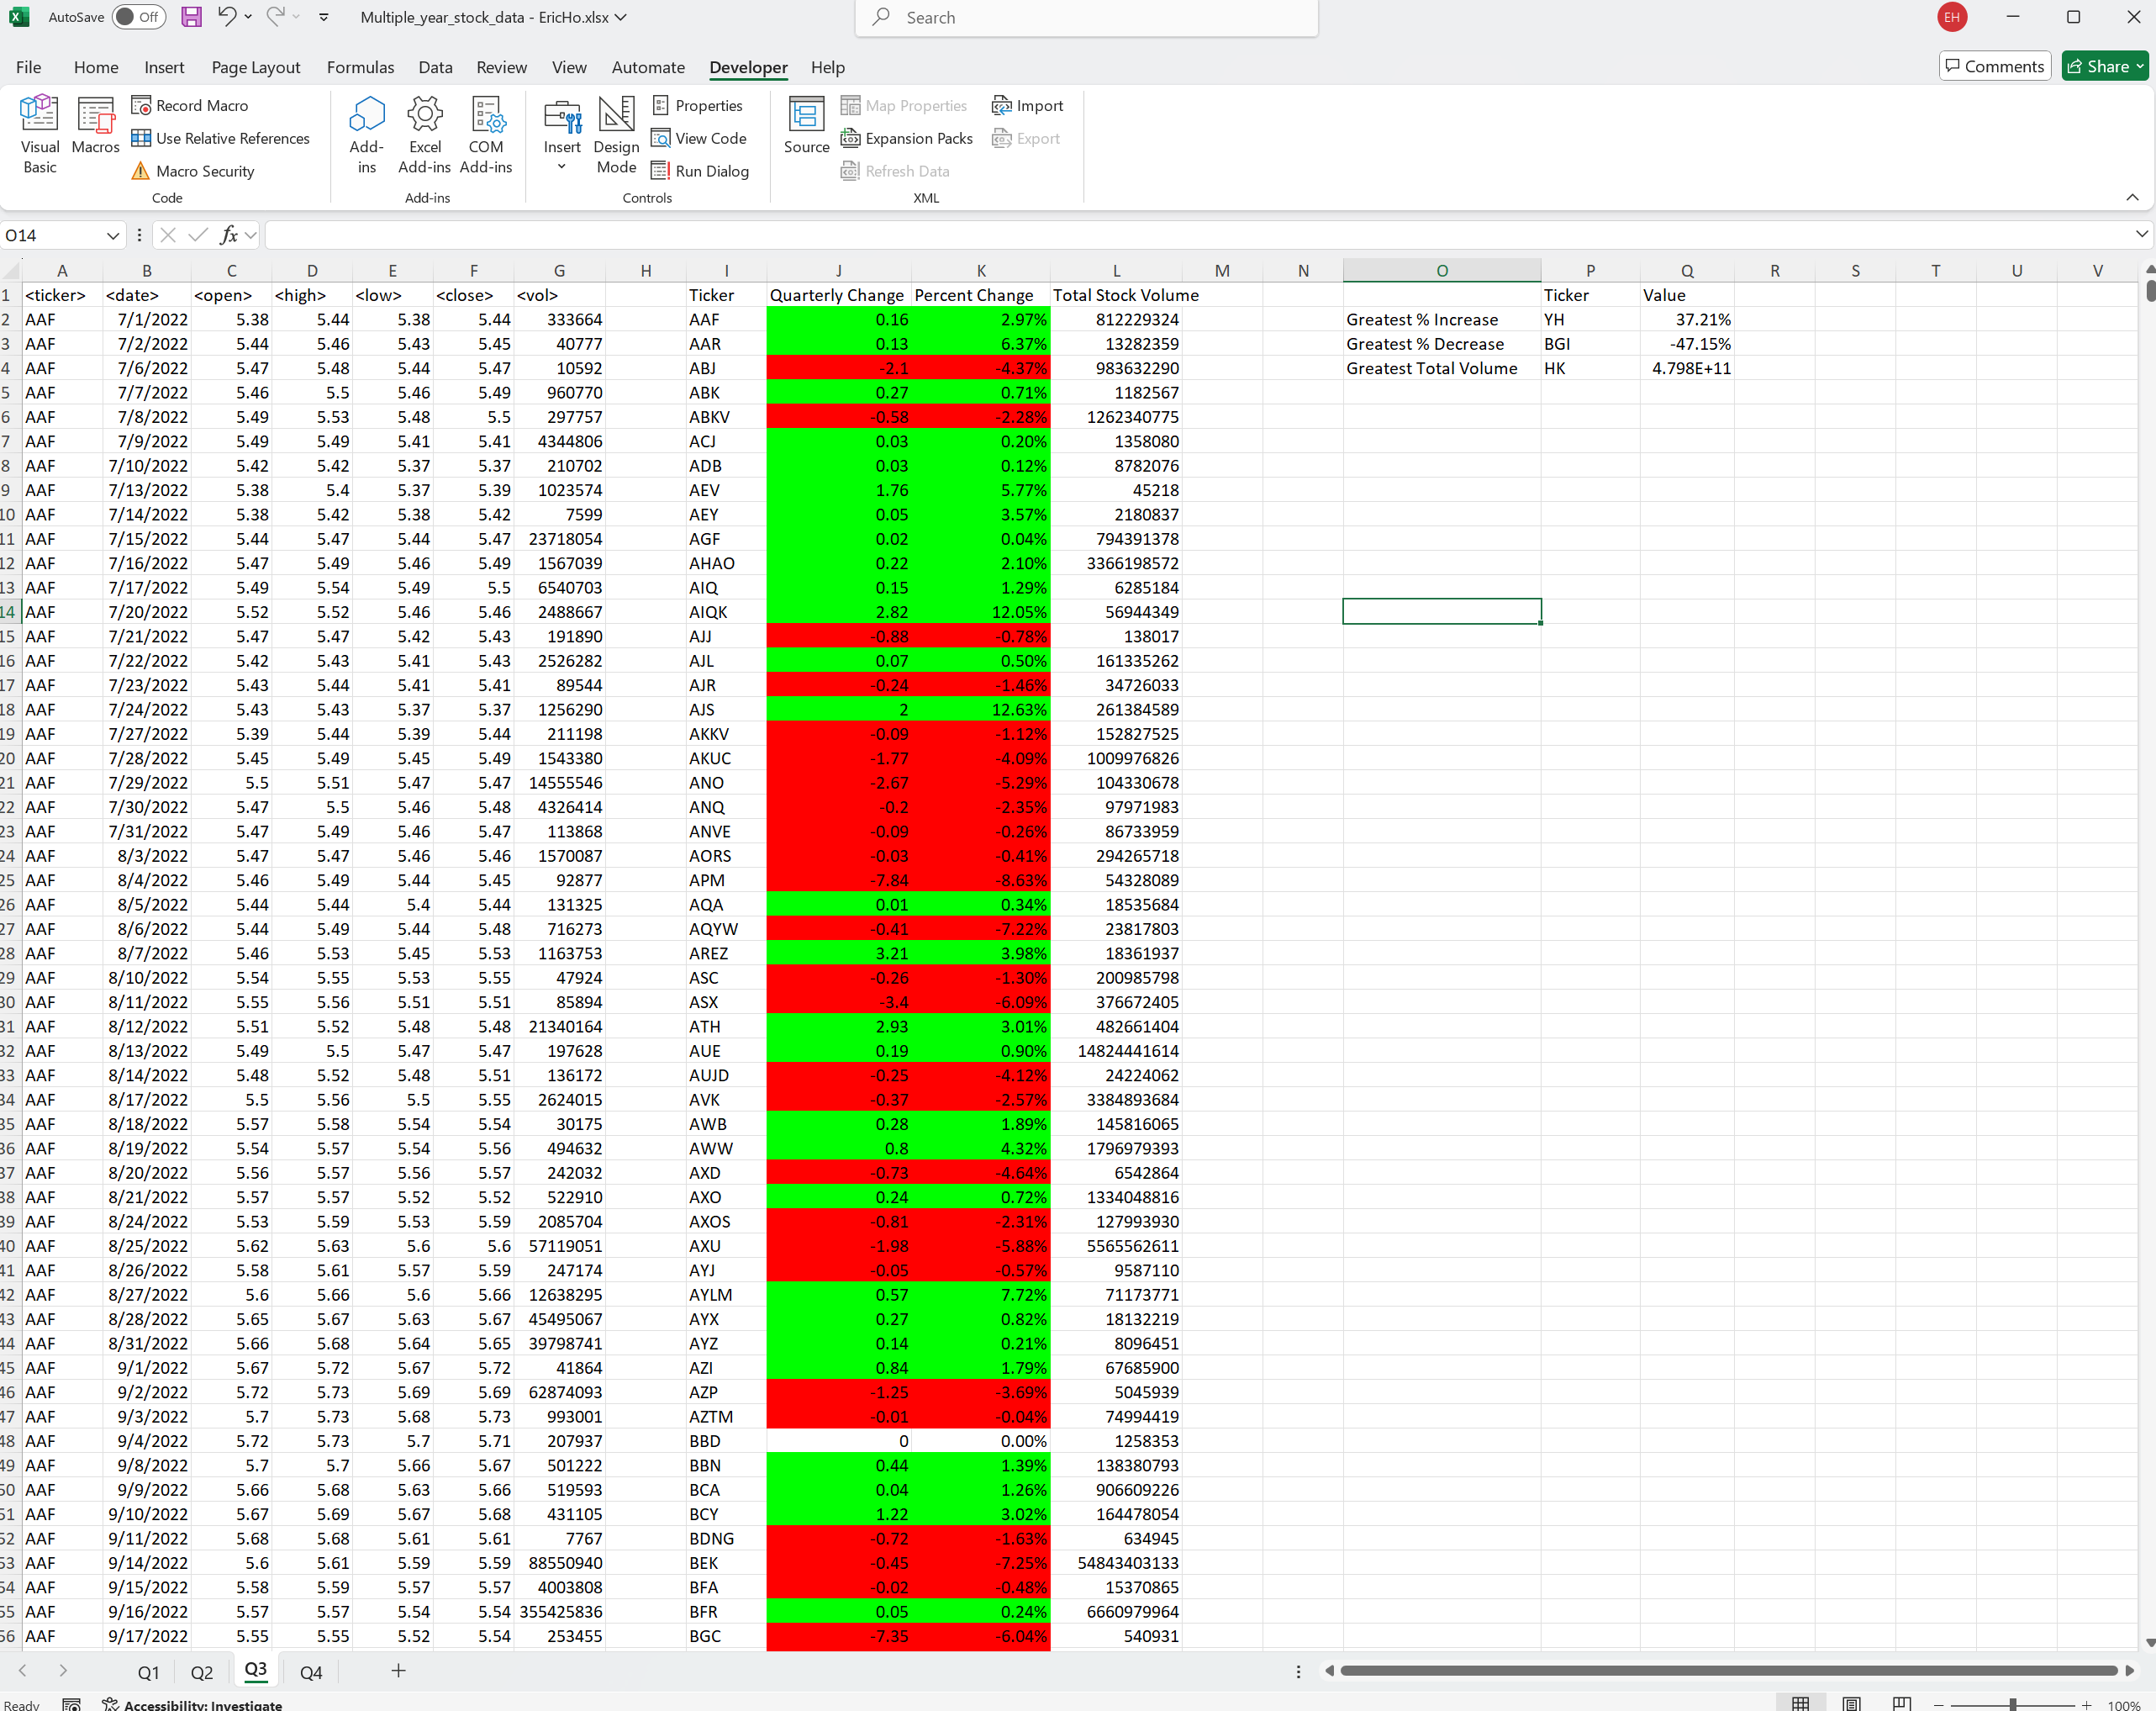 AutoSave Off Multiple_year_stock_data - EricHo.xlsx Search EH
File Home Insert Page Layout Formulas Data Review View Automate Developer Help Comments Share
Visual Basic Macros Record Macro Use Relative References Macro Security Code
Add-ins Excel Add-ins COM Add-ins Add-ins
Insert Design Mode Properties View Code Run Dialog Controls
Source Map Properties Expansion Packs Refresh Data Import Export XML
O14 fx
A B C D E F G H I J K L M N O P Q R S T U V
1 <ticker> <date> <open> <high> <low> <close> <vol> Ticker Quarterly Change Percent Change Total Stock Volume Ticker Value
2 AAF 7/1/2022 5.38 5.44 5.38 5.44 333664 AAF 0.16 2.97% 812229324 Greatest % Increase YH 37.21%
3 AAF 7/2/2022 5.44 5.46 5.43 5.45 40777 AAR 0.13 6.37% 13282359 Greatest % Decrease BGI -47.15%
4 AAF 7/6/2022 5.47 5.48 5.44 5.47 10592 ABJ -2.1 -4.37% 983632290 Greatest Total Volume HK 4.798E+11
5 AAF 7/7/2022 5.46 5.5 5.46 5.49 960770 ABK 0.27 0.71% 1182567
6 AAF 7/8/2022 5.49 5.53 5.48 5.5 297757 ABKV -0.58 -2.28% 1262340775
7 AAF 7/9/2022 5.49 5.49 5.41 5.41 4344806 ACJ 0.03 0.20% 1358080
8 AAF 7/10/2022 5.42 5.42 5.37 5.37 210702 ADB 0.03 0.12% 8782076
9 AAF 7/13/2022 5.38 5.4 5.37 5.39 1023574 AEV 1.76 5.77% 45218
10 AAF 7/14/2022 5.38 5.42 5.38 5.42 7599 AEY 0.05 3.57% 2180837
11 AAF 7/15/2022 5.44 5.47 5.44 5.47 23718054 AGF 0.02 0.04% 794391378
12 AAF 7/16/2022 5.47 5.49 5.46 5.49 1567039 AHAO 0.22 2.10% 3366198572
13 AAF 7/17/2022 5.49 5.54 5.49 5.5 6540703 AIQ 0.15 1.29% 6285184
14 AAF 7/20/2022 5.52 5.52 5.46 5.46 2488667 AIQK 2.82 12.05% 56944349
15 AAF 7/21/2022 5.47 5.47 5.42 5.43 191890 AJJ -0.88 -0.78% 138017
16 AAF 7/22/2022 5.42 5.43 5.41 5.43 2526282 AJL 0.07 0.50% 161335262
17 AAF 7/23/2022 5.43 5.44 5.41 5.41 89544 AJR -0.24 -1.46% 34726033
18 AAF 7/24/2022 5.43 5.43 5.37 5.37 1256290 AJS 2 12.63% 261384589
19 AAF 7/27/2022 5.39 5.44 5.39 5.44 211198 AKKV -0.09 -1.12% 152827525
20 AAF 7/28/2022 5.45 5.49 5.45 5.49 1543380 AKUC -1.77 -4.09% 1009976826
21 AAF 7/29/2022 5.5 5.51 5.47 5.47 14555546 ANO -2.67 -5.29% 104330678
22 AAF 7/30/2022 5.47 5.5 5.46 5.48 4326414 ANQ -0.2 -2.35% 97971983
23 AAF 7/31/2022 5.47 5.49 5.46 5.47 113868 ANVE -0.09 -0.26% 86733959
24 AAF 8/3/2022 5.47 5.47 5.46 5.46 1570087 AORS -0.03 -0.41% 294265718
25 AAF 8/4/2022 5.46 5.49 5.44 5.45 92877 APM -7.84 -8.63% 54328089
26 AAF 8/5/2022 5.44 5.44 5.4 5.44 131325 AQA 0.01 0.34% 18535684
27 AAF 8/6/2022 5.44 5.49 5.44 5.48 716273 AQYW -0.41 -7.22% 23817803
28 AAF 8/7/2022 5.46 5.53 5.45 5.53 1163753 AREZ 3.21 3.98% 18361937
29 AAF 8/10/2022 5.54 5.55 5.53 5.55 47924 ASC -0.26 -1.30% 200985798
30 AAF 8/11/2022 5.55 5.56 5.51 5.51 85894 ASX -3.4 -6.09% 376672405
31 AAF 8/12/2022 5.51 5.52 5.48 5.48 21340164 ATH 2.93 3.01% 482661404
32 AAF 8/13/2022 5.49 5.5 5.47 5.47 197628 AUE 0.19 0.90% 14824441614
33 AAF 8/14/2022 5.48 5.52 5.48 5.51 136172 AUJD -0.25 -4.12% 24224062
34 AAF 8/17/2022 5.5 5.56 5.5 5.55 2624015 AVK -0.37 -2.57% 3384893684
35 AAF 8/18/2022 5.57 5.58 5.54 5.54 30175 AWB 0.28 1.89% 145816065
36 AAF 8/19/2022 5.54 5.57 5.54 5.56 494632 AWW 0.8 4.32% 1796979393
37 AAF 8/20/2022 5.56 5.57 5.56 5.57 242032 AXD -0.73 -4.64% 6542864
38 AAF 8/21/2022 5.57 5.57 5.52 5.52 522910 AXO 0.24 0.72% 1334048816
39 AAF 8/24/2022 5.53 5.59 5.53 5.59 2085704 AXOS -0.81 -2.31% 127993930
40 AAF 8/25/2022 5.62 5.63 5.6 5.6 57119051 AXU -1.98 -5.88% 5565562611
41 AAF 8/26/2022 5.58 5.61 5.57 5.59 247174 AYJ -0.05 -0.57% 9587110
42 AAF 8/27/2022 5.6 5.66 5.6 5.66 12638295 AYLM 0.57 7.72% 71173771
43 AAF 8/28/2022 5.65 5.67 5.63 5.67 45495067 AYX 0.27 0.82% 18132219
44 AAF 8/31/2022 5.66 5.68 5.64 5.65 39798741 AYZ 0.14 0.21% 8096451
45 AAF 9/1/2022 5.67 5.72 5.67 5.72 41864 AZI 0.84 1.79% 67685900
46 AAF 9/2/2022 5.72 5.73 5.69 5.69 62874093 AZP -1.25 -3.69% 5045939
47 AAF 9/3/2022 5.7 5.73 5.68 5.73 993001 AZTM -0.01 -0.04% 74994419
48 AAF 9/4/2022 5.72 5.73 5.7 5.71 207937 BBD 0 0.00% 1258353
49 AAF 9/8/2022 5.7 5.7 5.66 5.67 501222 BBN 0.44 1.39% 138380793
50 AAF 9/9/2022 5.66 5.68 5.63 5.66 519593 BCA 0.04 1.26% 906609226
51 AAF 9/10/2022 5.67 5.69 5.67 5.68 431105 BCY 1.22 3.02% 164478054
52 AAF 9/11/2022 5.68 5.68 5.61 5.61 7767 BDNG -0.72 -1.63% 634945
53 AAF 9/14/2022 5.6 5.61 5.59 5.59 88550940 BEK -0.45 -7.25% 54843403133
54 AAF 9/15/2022 5.58 5.59 5.57 5.57 4003808 BFA -0.02 -0.48% 15370865
55 AAF 9/16/2022 5.57 5.57 5.54 5.54 355425836 BFR 0.05 0.24% 6660979964
56 AAF 9/17/2022 5.55 5.55 5.52 5.54 253455 BGC -7.35 -6.04% 540931
Q1 Q2 Q3 Q4
Ready Accessibility: Investigate 100%